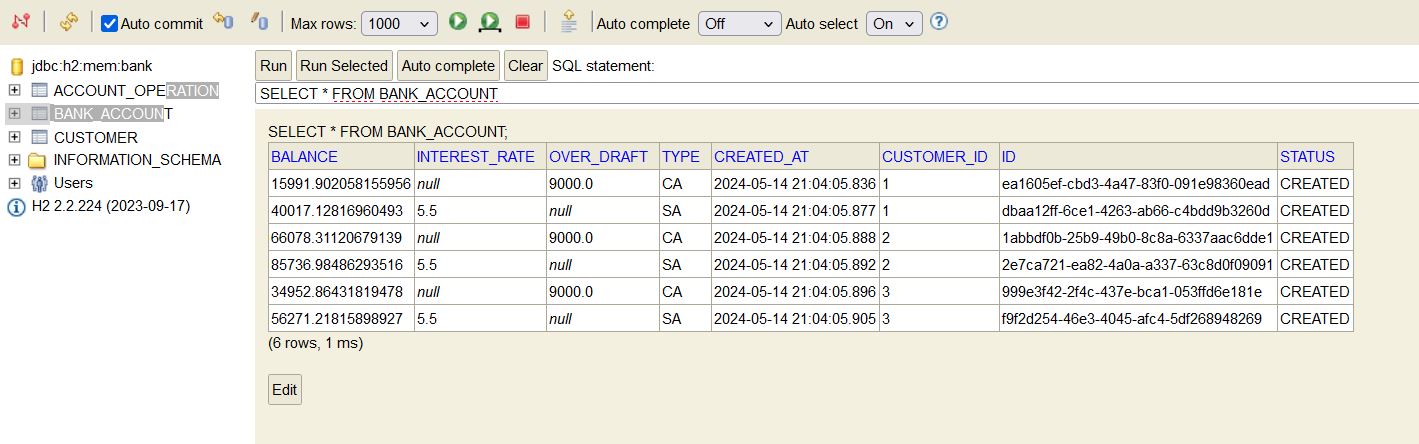 Auto commit Max rows: 1000 Auto complete Off Auto select On ?
jdbc:h2:mem:bank
ACCOUNT_OPERATION
BANK_ACCOUNT
CUSTOMER
INFORMATION_SCHEMA
Users
H2 2.2.224 (2023-09-17)
Run Run Selected Auto complete Clear SQL statement:
SELECT * FROM BANK_ACCOUNT
SELECT * FROM BANK_ACCOUNT;
BALANCE INTEREST_RATE OVER_DRAFT TYPE CREATED_AT CUSTOMER_ID ID STATUS
15991.902058155956 null 9000.0 CA 2024-05-14 21:04:05.836 1 ea1605ef-cbd3-4a47-83f0-091e98360ead CREATED
40017.12816960493 5.5 null SA 2024-05-14 21:04:05.877 1 dbaa12ff-6ce1-4263-ab66-c4bdd9b3260d CREATED
66078.31120679139 null 9000.0 CA 2024-05-14 21:04:05.888 2 1abbdf0b-25b9-49b0-8c8a-6337aac6dde1 CREATED
85736.98486293516 5.5 null SA 2024-05-14 21:04:05.892 2 2e7ca721-ea82-4a0a-a337-63c8d0f09091 CREATED
34952.86431819478 null 9000.0 CA 2024-05-14 21:04:05.896 3 999e3f42-2f4c-437e-bca1-053ffd6e181e CREATED
56271.21815898927 5.5 null SA 2024-05-14 21:04:05.905 3 f9f2d254-46e3-4045-afc4-5df268948269 CREATED
(6 rows, 1 ms)
Edit